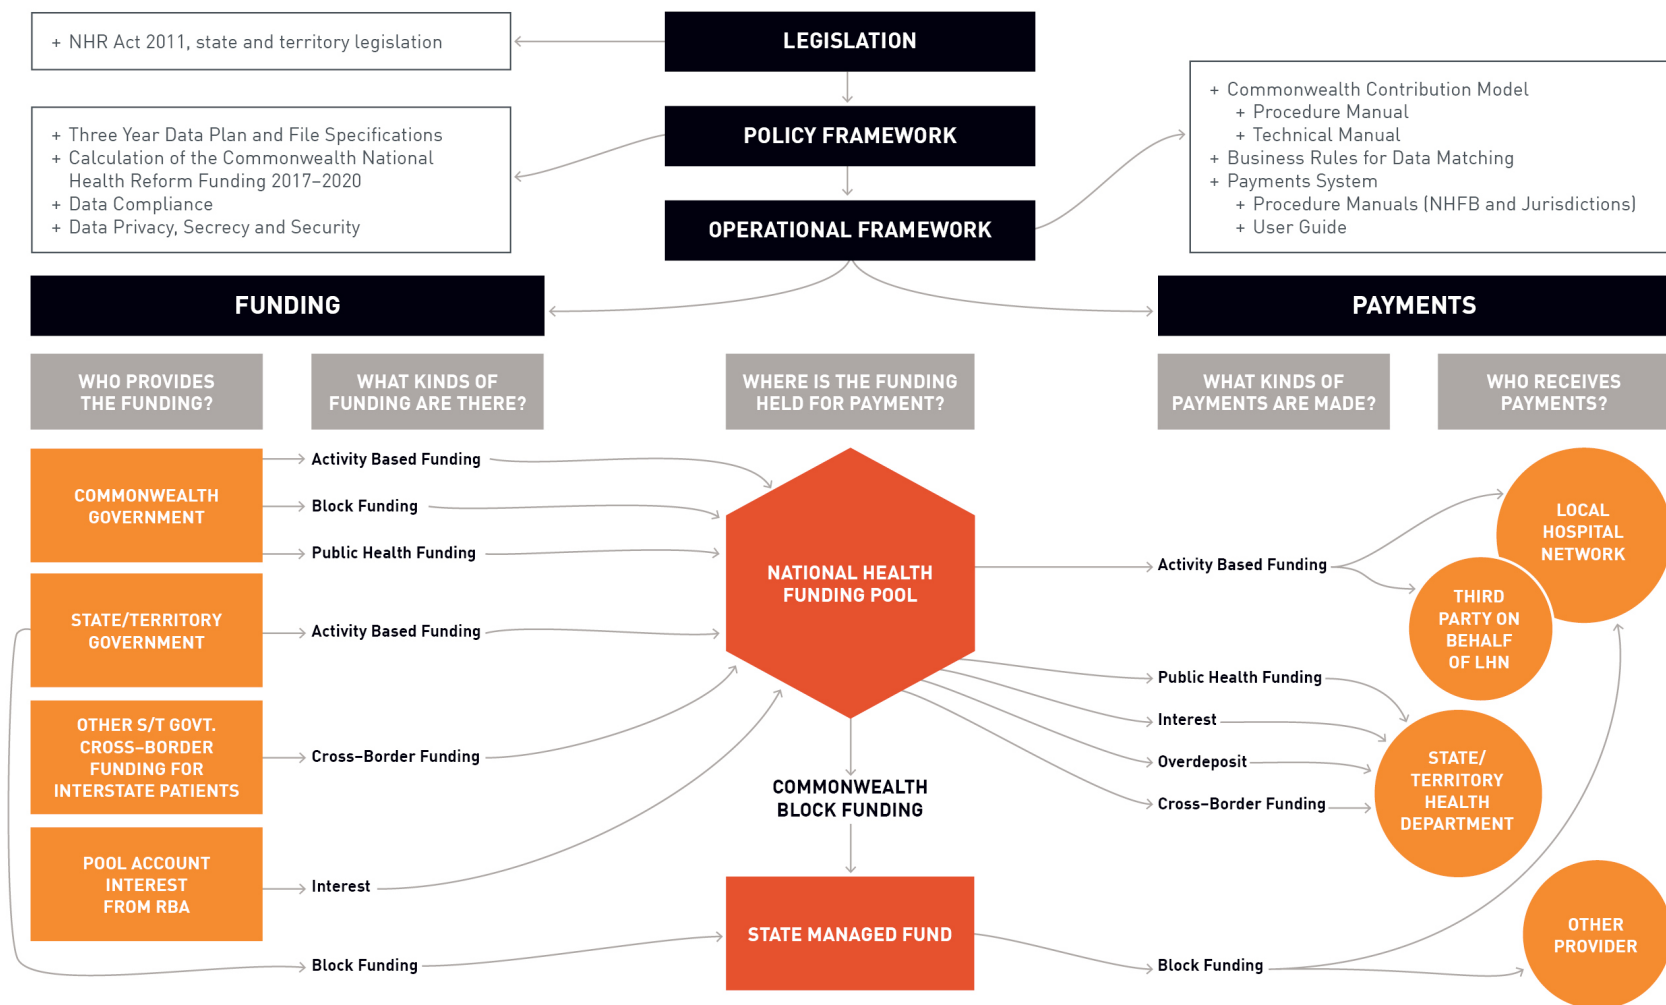 LEGISLATION
+ NHR Act 2011, state and territory legislation
POLICY FRAMEWORK
+ Three Year Data Plan and File Specifications
+ Calculation of the Commonwealth National
Health Reform Funding 2017–2020
+ Data Compliance
+ Data Privacy, Secrecy and Security
OPERATIONAL FRAMEWORK
+ Commonwealth Contribution Model
+ Procedure Manual
+ Technical Manual
+ Business Rules for Data Matching
+ Payments System
+ Procedure Manuals (NHFB and Jurisdictions)
+ User Guide
FUNDING
PAYMENTS
WHO PROVIDES
THE FUNDING?
WHAT KINDS OF
FUNDING ARE THERE?
WHERE IS THE FUNDING
HELD FOR PAYMENT?
WHAT KINDS OF
PAYMENTS ARE MADE?
WHO RECEIVES
PAYMENTS?
COMMONWEALTH
GOVERNMENT
Activity Based Funding
Block Funding
Public Health Funding
STATE/TERRITORY
GOVERNMENT
Activity Based Funding
OTHER S/T GOVT.
CROSS–BORDER
FUNDING FOR
INTERSTATE PATIENTS
Cross–Border Funding
POOL ACCOUNT
INTEREST
FROM RBA
Interest
Block Funding
NATIONAL HEALTH
FUNDING POOL
COMMONWEALTH
BLOCK FUNDING
STATE MANAGED FUND
Activity Based Funding
Public Health Funding
Interest
Overdeposit
Cross–Border Funding
Block Funding
LOCAL
HOSPITAL
NETWORK
THIRD
PARTY ON
BEHALF
OF LHN
STATE/
TERRITORY
HEALTH
DEPARTMENT
OTHER
PROVIDER